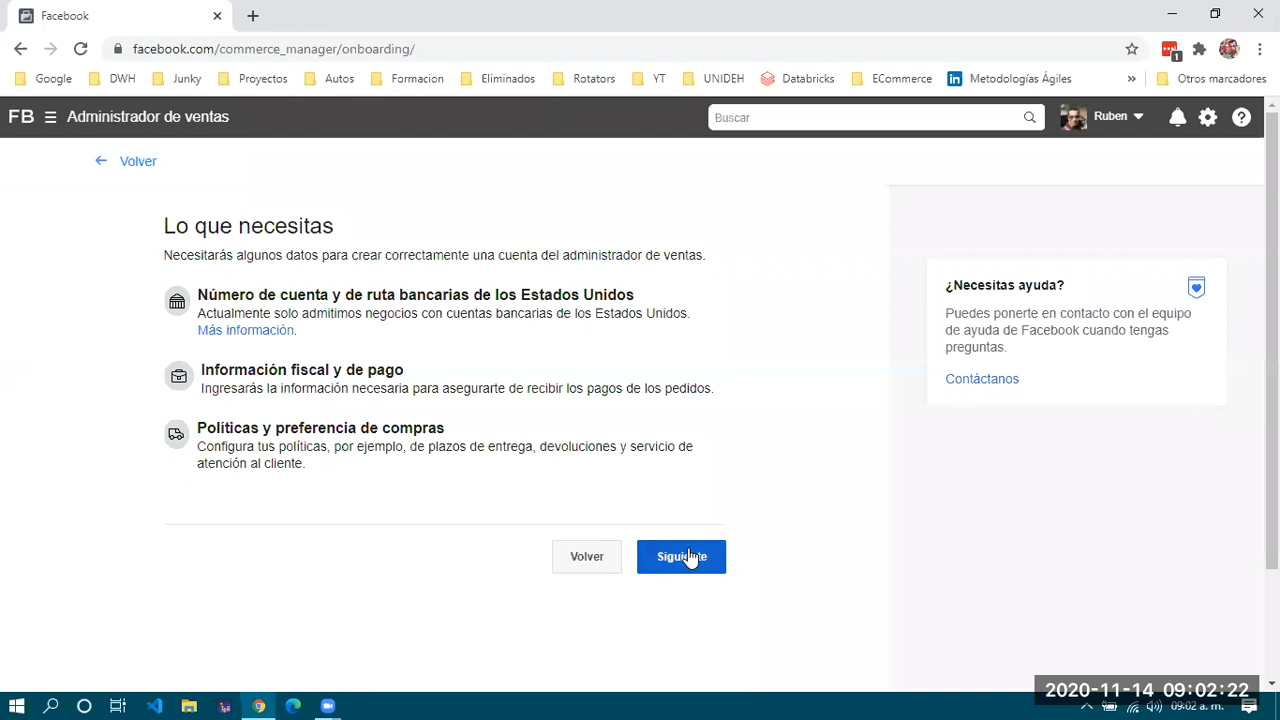 Facebook
facebook.com/commerce_manager/onboarding/
1
Google DWH Junky Proyectos Autos Formacion Eliminados Rotators YT UNIDEH Databricks ECommerce in Metodologías Ágiles » Otros marcadores
FB Administrador de ventas Buscar Ruben
Volver
Lo que necesitas
Necesitarás algunos datos para crear correctamente una cuenta del administrador de ventas.
Número de cuenta y de ruta bancarias de los Estados Unidos
Actualmente solo admitimos negocios con cuentas bancarias de los Estados Unidos.
Más información.
Información fiscal y de pago
Ingresarás la información necesaria para asegurarte de recibir los pagos de los pedidos.
Políticas y preferencia de compras
Configura tus políticas, por ejemplo, de plazos de entrega, devoluciones y servicio de
atención al cliente.
Volver Siguiente
¿Necesitas ayuda?
Puedes ponerte en contacto con el equipo
de ayuda de Facebook cuando tengas
preguntas.
Contáctanos
2020-11-14 09:02:22
09:02 a. m.